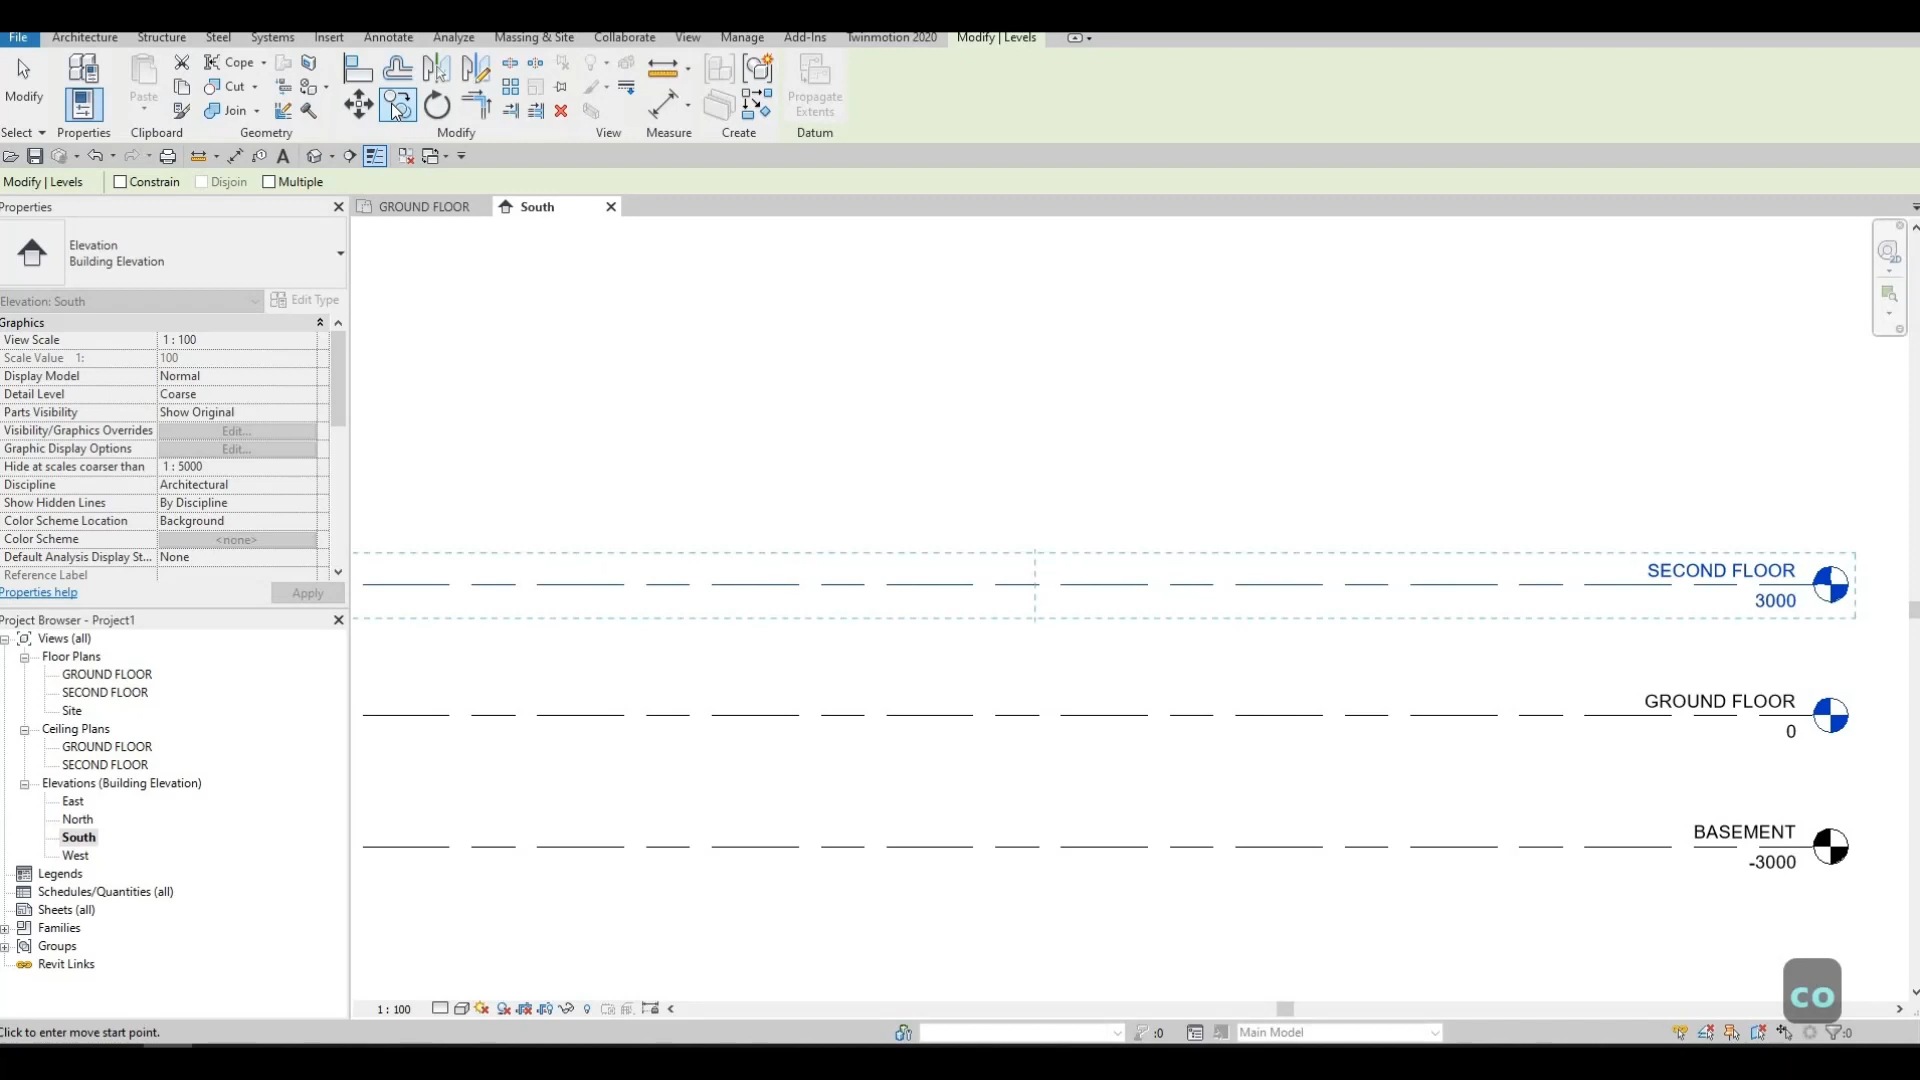 File Architecture Structure Steel Systems Insert Annotate Analyze Massing & Site Collaborate View Manage Add-Ins Twinmotion 2020 Modify | Levels
Modify
Paste
Cope
Cut
Join
Propagate
Extents
Select Properties Clipboard Geometry Modify View Measure Create Datum
Modify | Levels Constrain Disjoin Multiple
Properties
GROUND FLOOR South
Elevation
Building Elevation
Elevation: South Edit Type
Graphics
View Scale 1 : 100
Scale Value 1: 100
Display Model Normal
Detail Level Coarse
Parts Visibility Show Original
Visibility/Graphics Overrides Edit...
Graphic Display Options Edit...
Hide at scales coarser than 1 : 5000
Discipline Architectural
Show Hidden Lines By Discipline
Color Scheme Location Background
Color Scheme <none>
Default Analysis Display St... None
Reference Label
Properties help Apply
SECOND FLOOR
3000
GROUND FLOOR
0
BASEMENT
-3000
Project Browser - Project1
Views (all)
Floor Plans
GROUND FLOOR
SECOND FLOOR
Site
Ceiling Plans
GROUND FLOOR
SECOND FLOOR
Elevations (Building Elevation)
East
North
South
West
Legends
Schedules/Quantities (all)
Sheets (all)
Families
Groups
Revit Links
co
1 : 100
Click to enter move start point. :0 Main Model :0